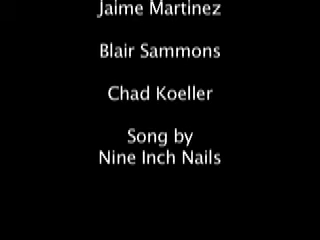 Jaime Martinez
Blair Sammons
Chad Koeller
Song by
Nine Inch Nails